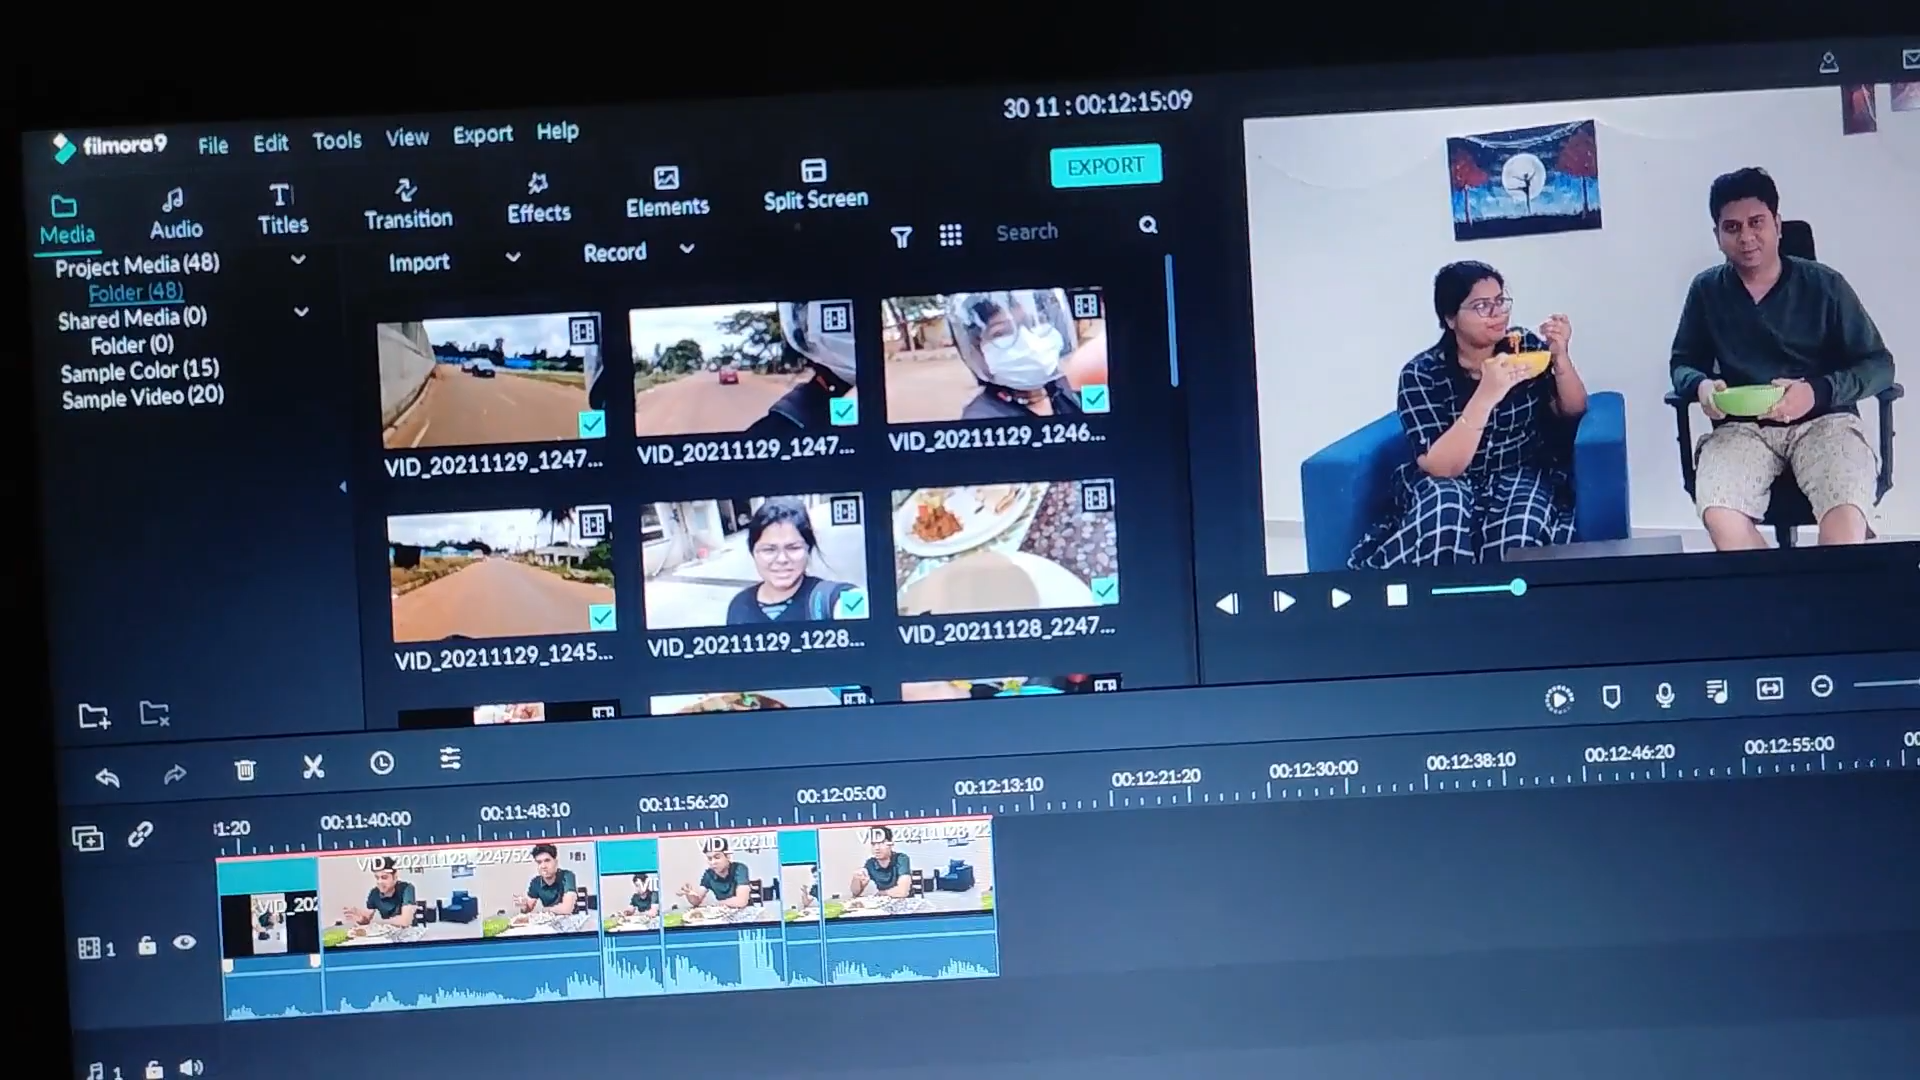 30 11 : 00:12:15:09
filmora9 File Edit Tools View Export Help
EXPORT
Media Audio Titles Transition Effects Elements Split Screen
Project Media (48)
Folder (48)
Shared Media (0)
Folder (0)
Sample Color (15)
Sample Video (20)
Import Record Search
VID_20211129_1247... VID_20211129_1247... VID_20211129_1246...
VID_20211129_1245... VID_20211129_1228... VID_20211128_2247...
1:20 00:11:40:00 00:11:48:10 00:11:56:20 00:12:05:00 00:12:13:10 00:12:21:20 00:12:30:00 00:12:38:10 00:12:46:20 00:12:55:00 00
VID_202 VID_20211128_224752 VID VID_20211 VID_20211128_22
1
1